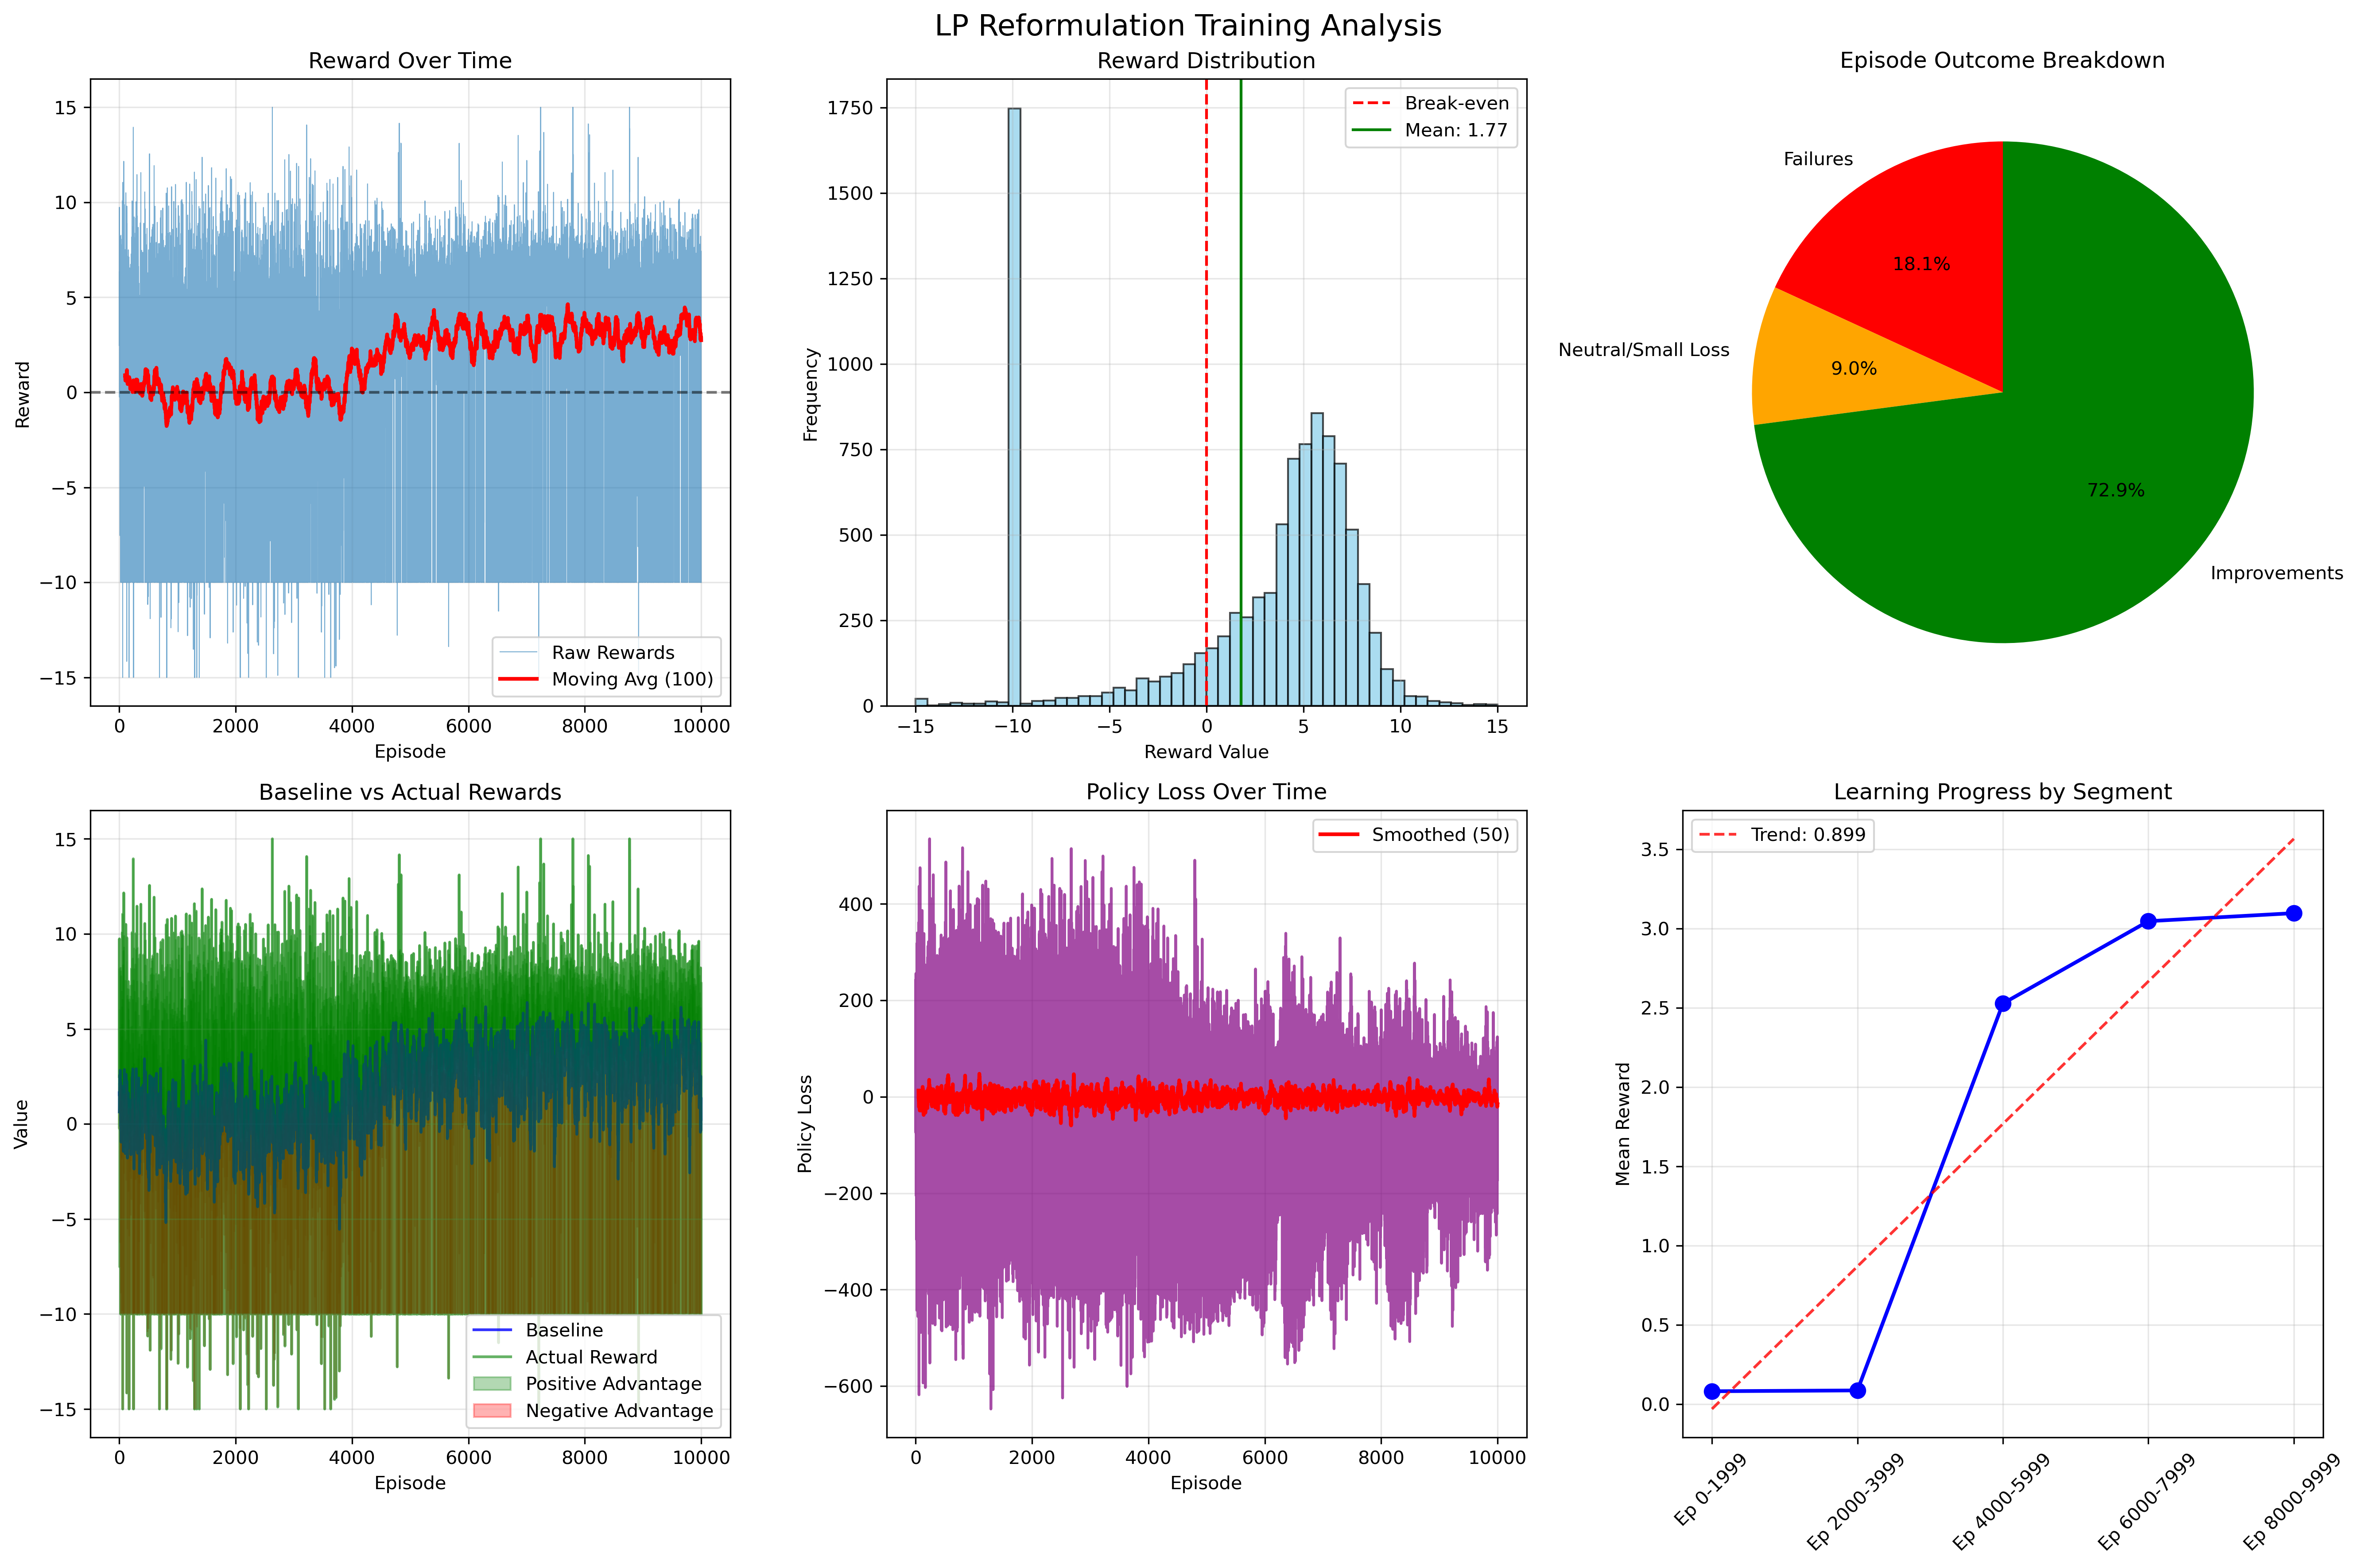 LP Reformulation Training Analysis
Reward Over Time
Reward
15
10
5
0
−5
−10
−15
Raw Rewards
Moving Avg (100)
0
2000
4000
6000
8000
10000
Episode
Reward Distribution
Frequency
1750
1500
1250
1000
750
500
250
0
Break-even
Mean: 1.77
−15
−10
−5
0
5
10
15
Reward Value
Episode Outcome Breakdown
Failures
18.1%
Neutral/Small Loss
9.0%
72.9%
Improvements
Baseline vs Actual Rewards
Value
15
10
5
0
−5
−10
−15
Baseline
Actual Reward
Positive Advantage
Negative Advantage
0
2000
4000
6000
8000
10000
Episode
Policy Loss Over Time
Policy Loss
400
200
0
−200
−400
−600
Smoothed (50)
0
2000
4000
6000
8000
10000
Episode
Learning Progress by Segment
Mean Reward
3.5
3.0
2.5
2.0
1.5
1.0
0.5
0.0
Trend: 0.899
Ep 0-1999
Ep 2000-3999
Ep 4000-5999
Ep 6000-7999
Ep 8000-9999